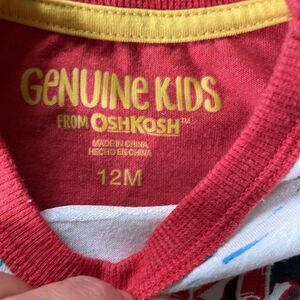 GENUINE KIDS
FROM OSHKOSH™
MADE IN CHINA
HECHO EN CHINA
12M